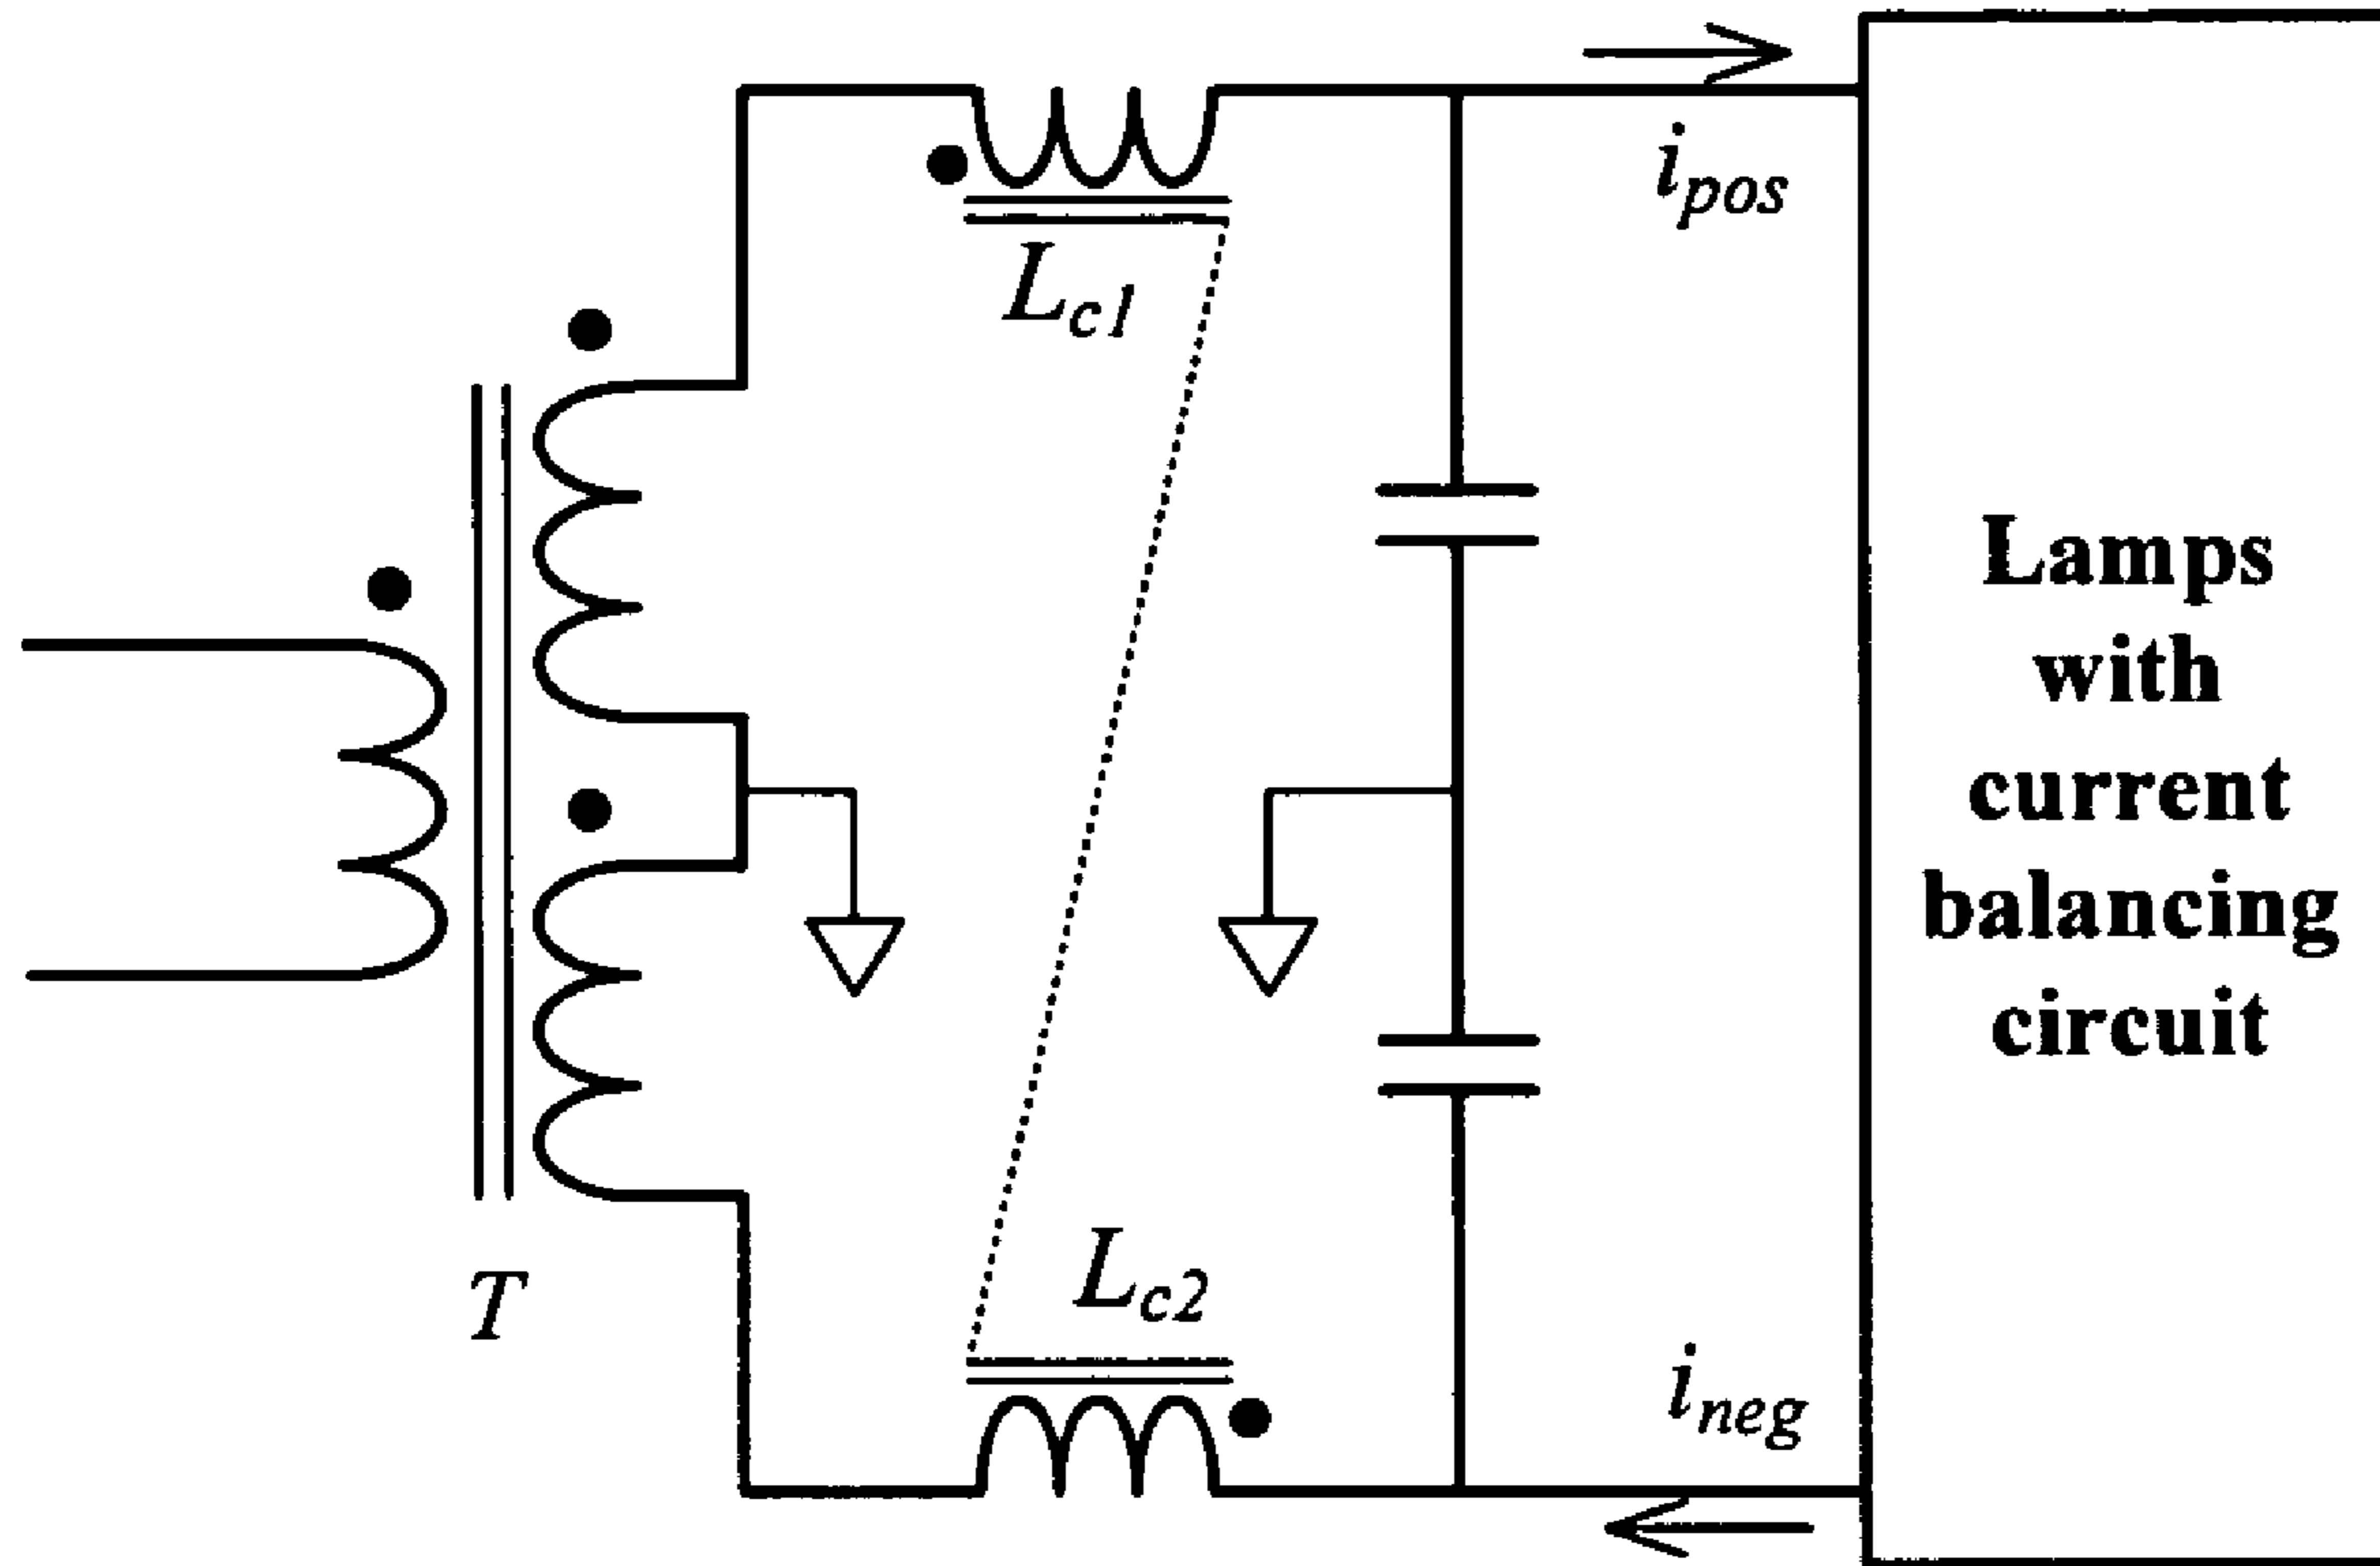 i_pos
L_c1
Lamps
with
current
balancing
circuit
L_c2
T
i_neg